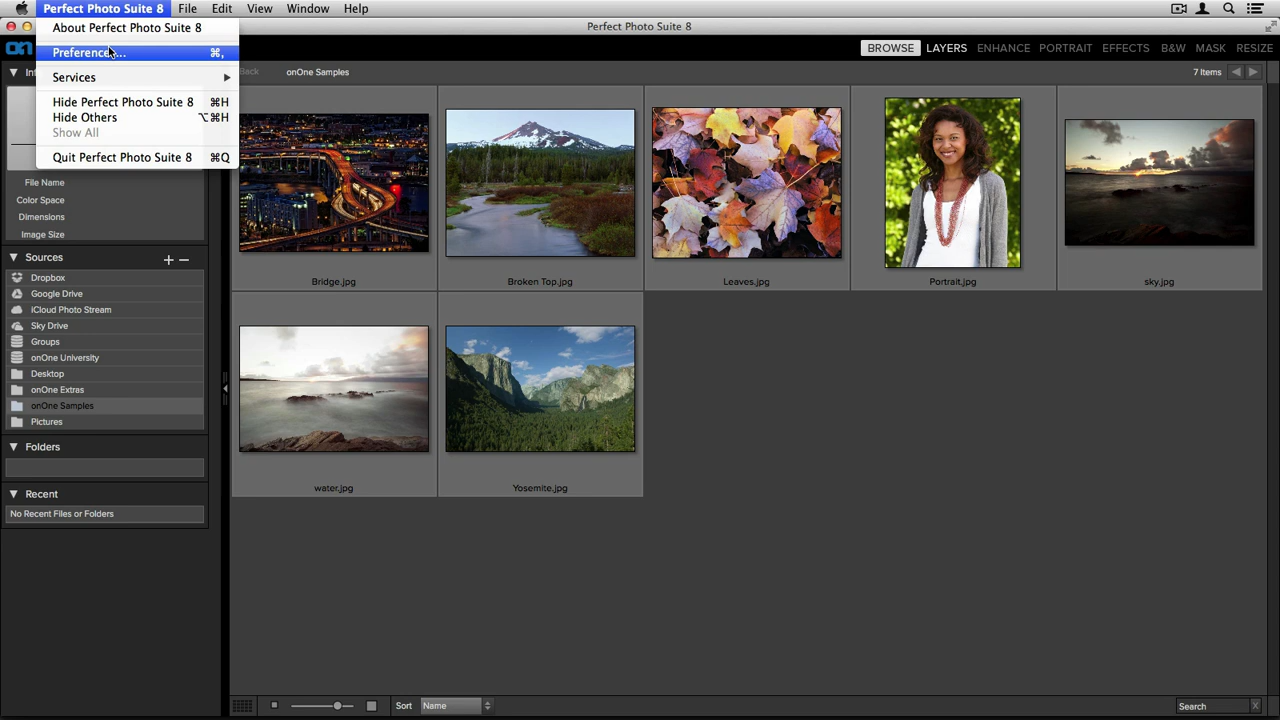 Perfect Photo Suite 8 File Edit View Window Help
Perfect Photo Suite 8
About Perfect Photo Suite 8
Services
Hide Perfect Photo Suite 8 ⌘H
Hide Others ⌥⌘H
Show All
Quit Perfect Photo Suite 8 ⌘Q
on
BROWSE LAYERS ENHANCE PORTRAIT EFFECTS B&W MASK RESIZE
Back onOne Samples 7 Items
File Name
Color Space
Dimensions
Image Size
Sources + −
Dropbox
Google Drive
iCloud Photo Stream
Sky Drive
Groups
onOne University
Desktop
onOne Extras
onOne Samples
Pictures
Folders
Recent
No Recent Files or Folders
Bridge.jpg Broken Top.jpg Leaves.jpg Portrait.jpg sky.jpg
water.jpg Yosemite.jpg
Sort Name Search X